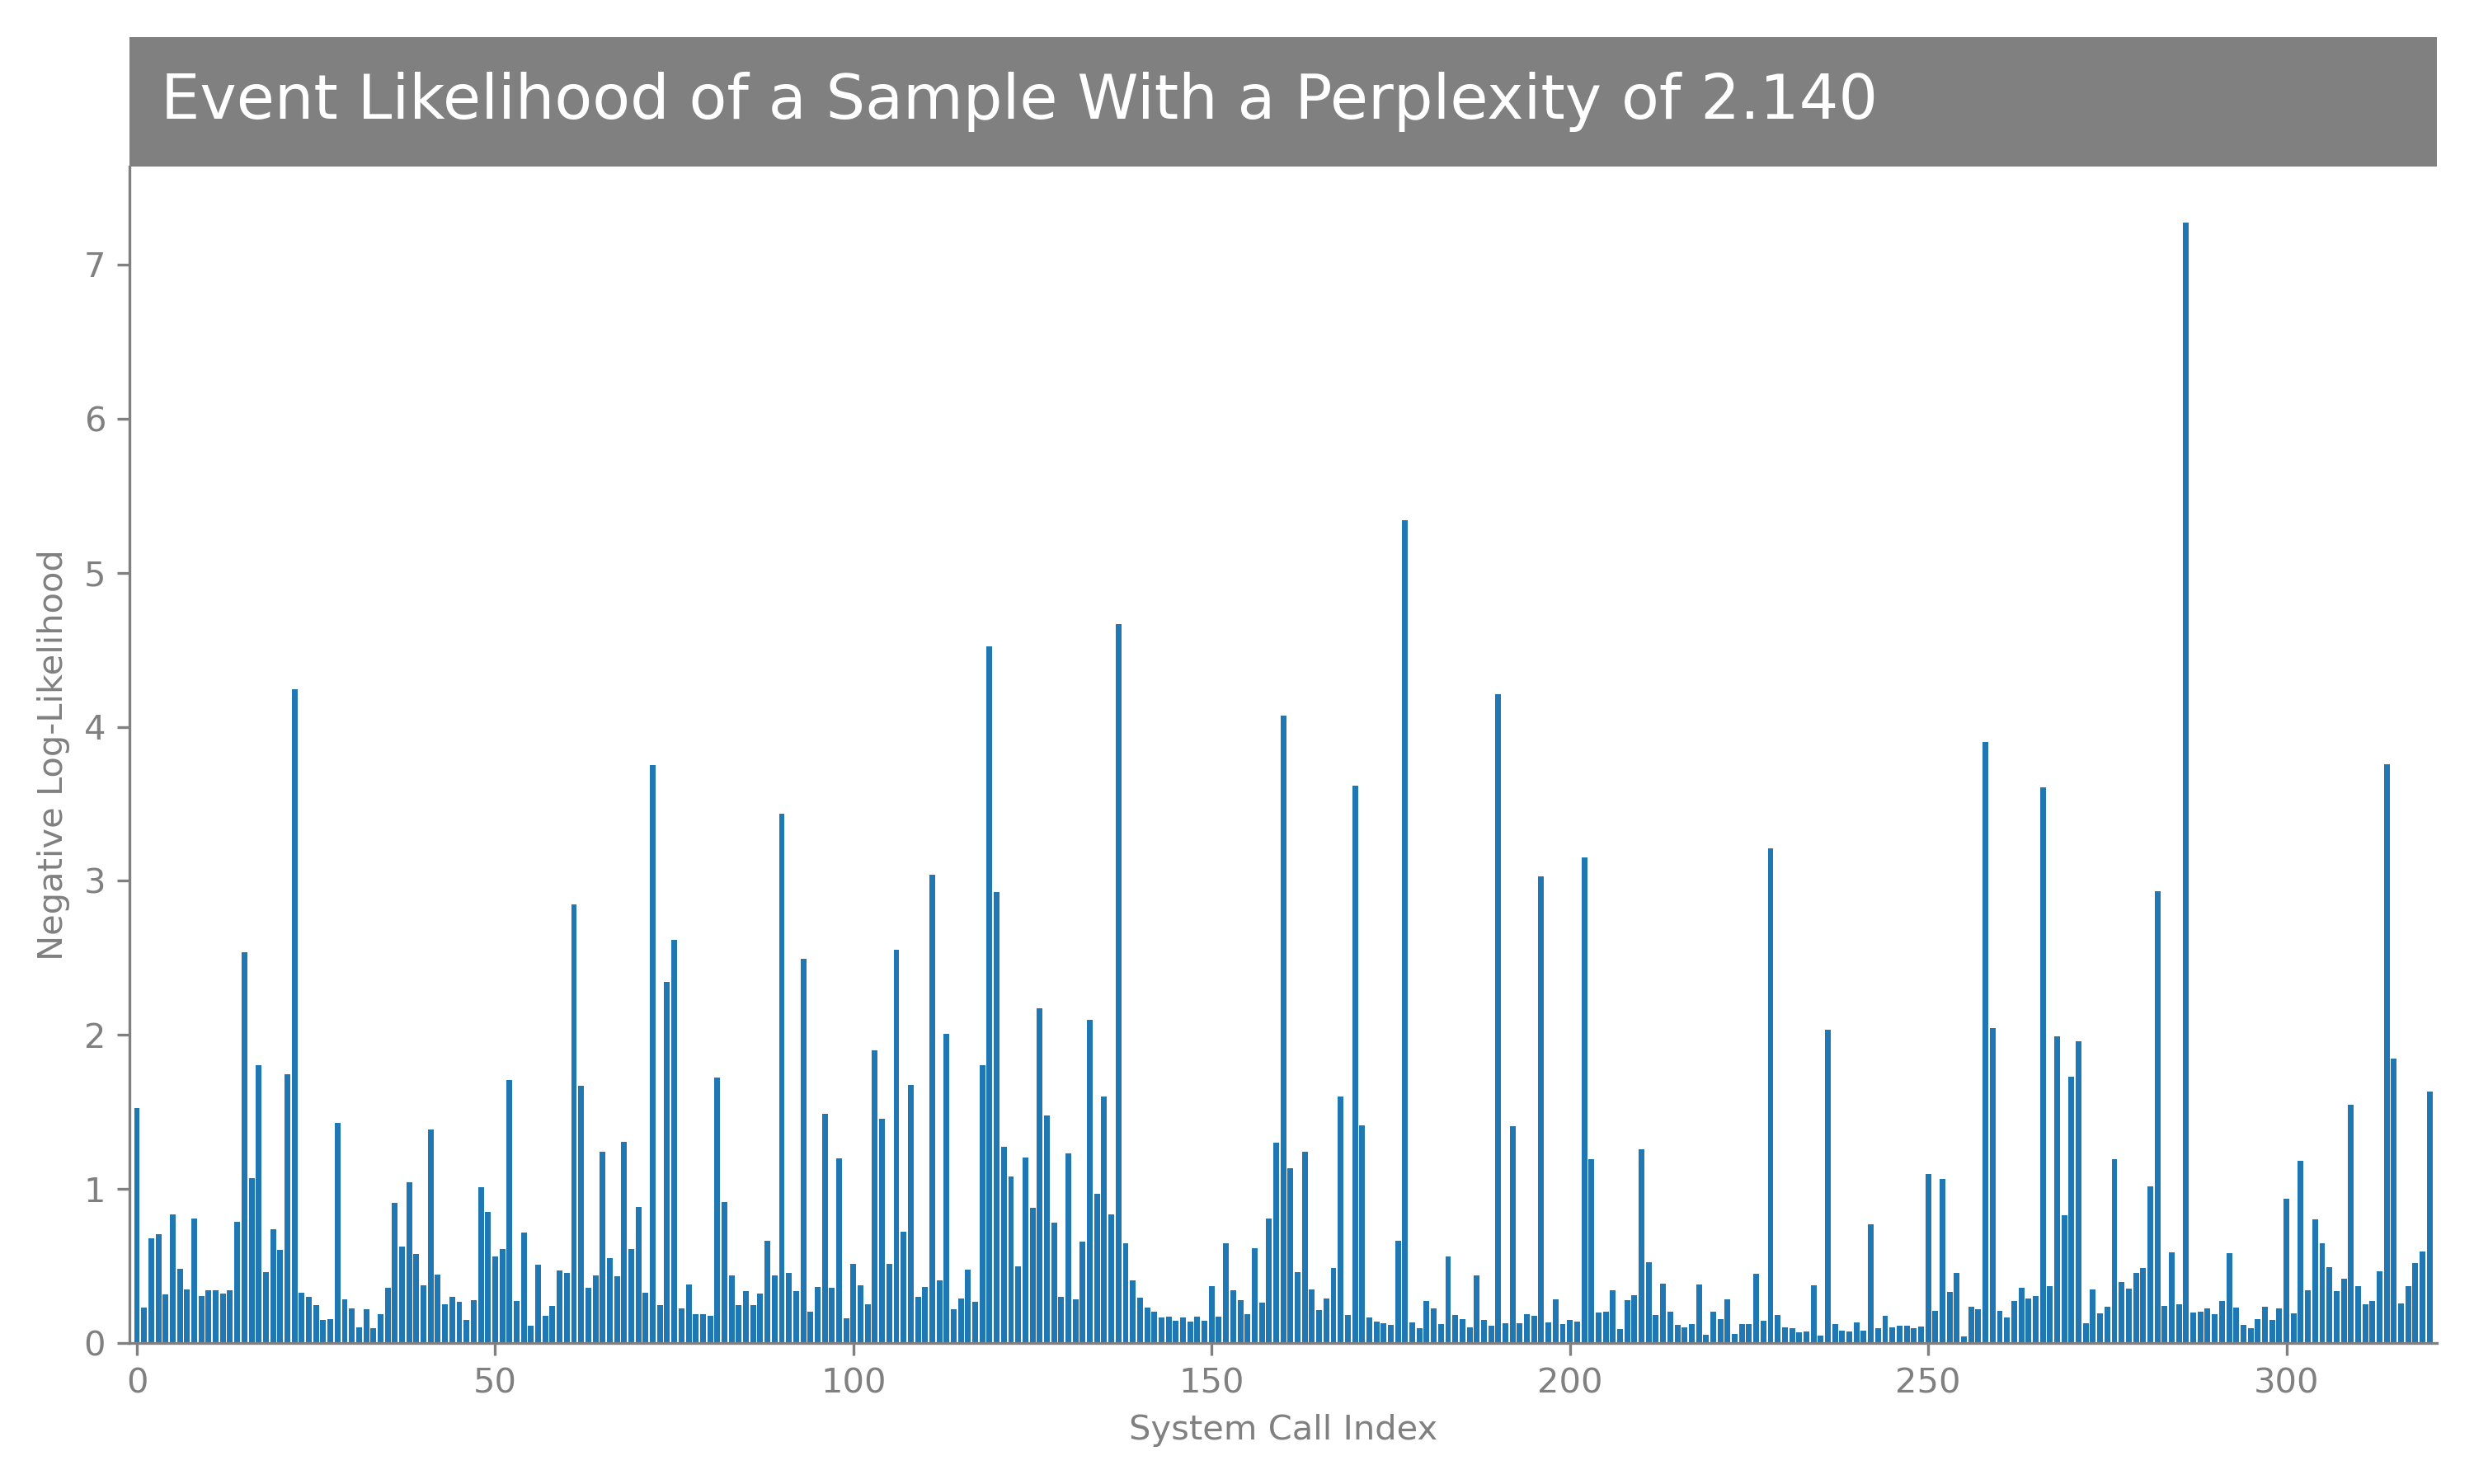 Event Likelihood of a Sample With a Perplexity of 2.140
7
6
5
4
3
2
1
0
Negative Log-Likelihood
0 50 100 150 200 250 300
System Call Index